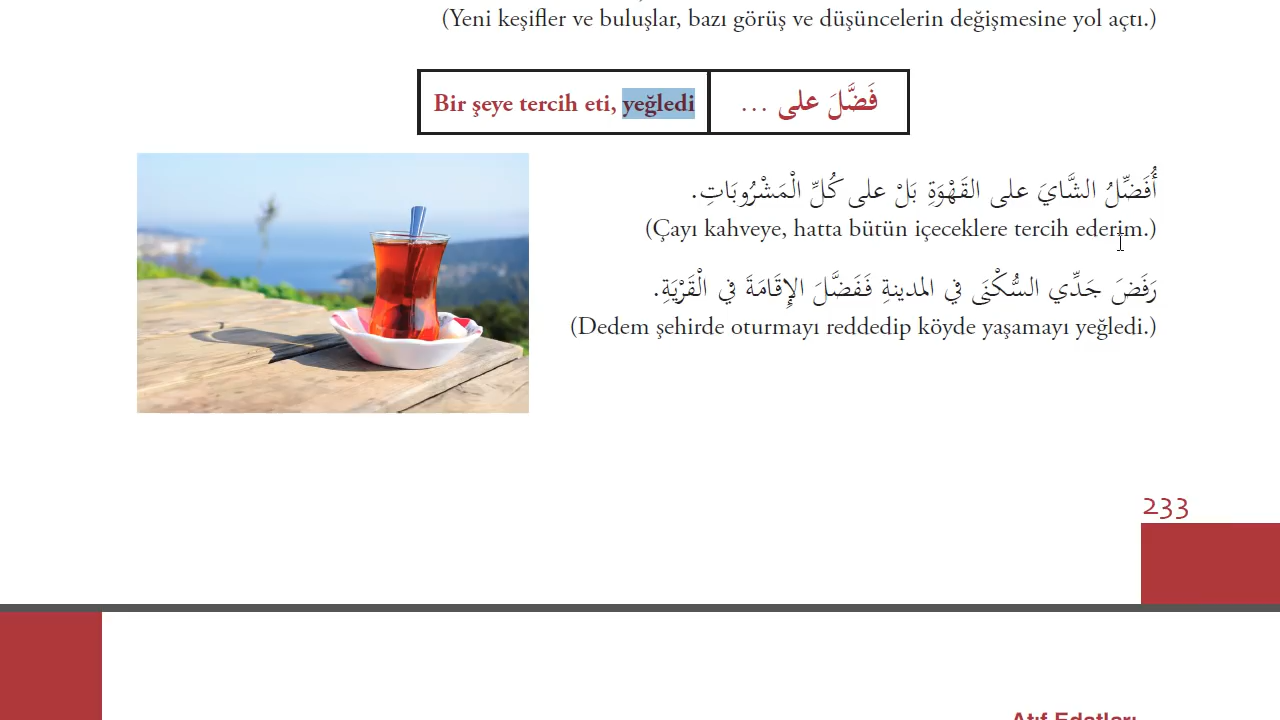 (Yeni keşifler ve buluşlar, bazı görüş ve düşüncelerin değişmesine yol açtı.)
Bir şeye tercih eti, yeğledi
فَضَّلَ على ...
أُفَضِّلُ الشَّايَ على القَهْوَةِ بَلْ على كُلِّ الْمَشْرُوبَاتِ.
(Çayı kahveye, hatta bütün içeceklere tercih ederim.)
رَفَضَ جَدِّي السُّكْنَى في المدينةِ فَفَضَّلَ الإِقَامَةَ في الْقَرْيَةِ.
(Dedem şehirde oturmayı reddedip köyde yaşamayı yeğledi.)
233
Atıf Edatları